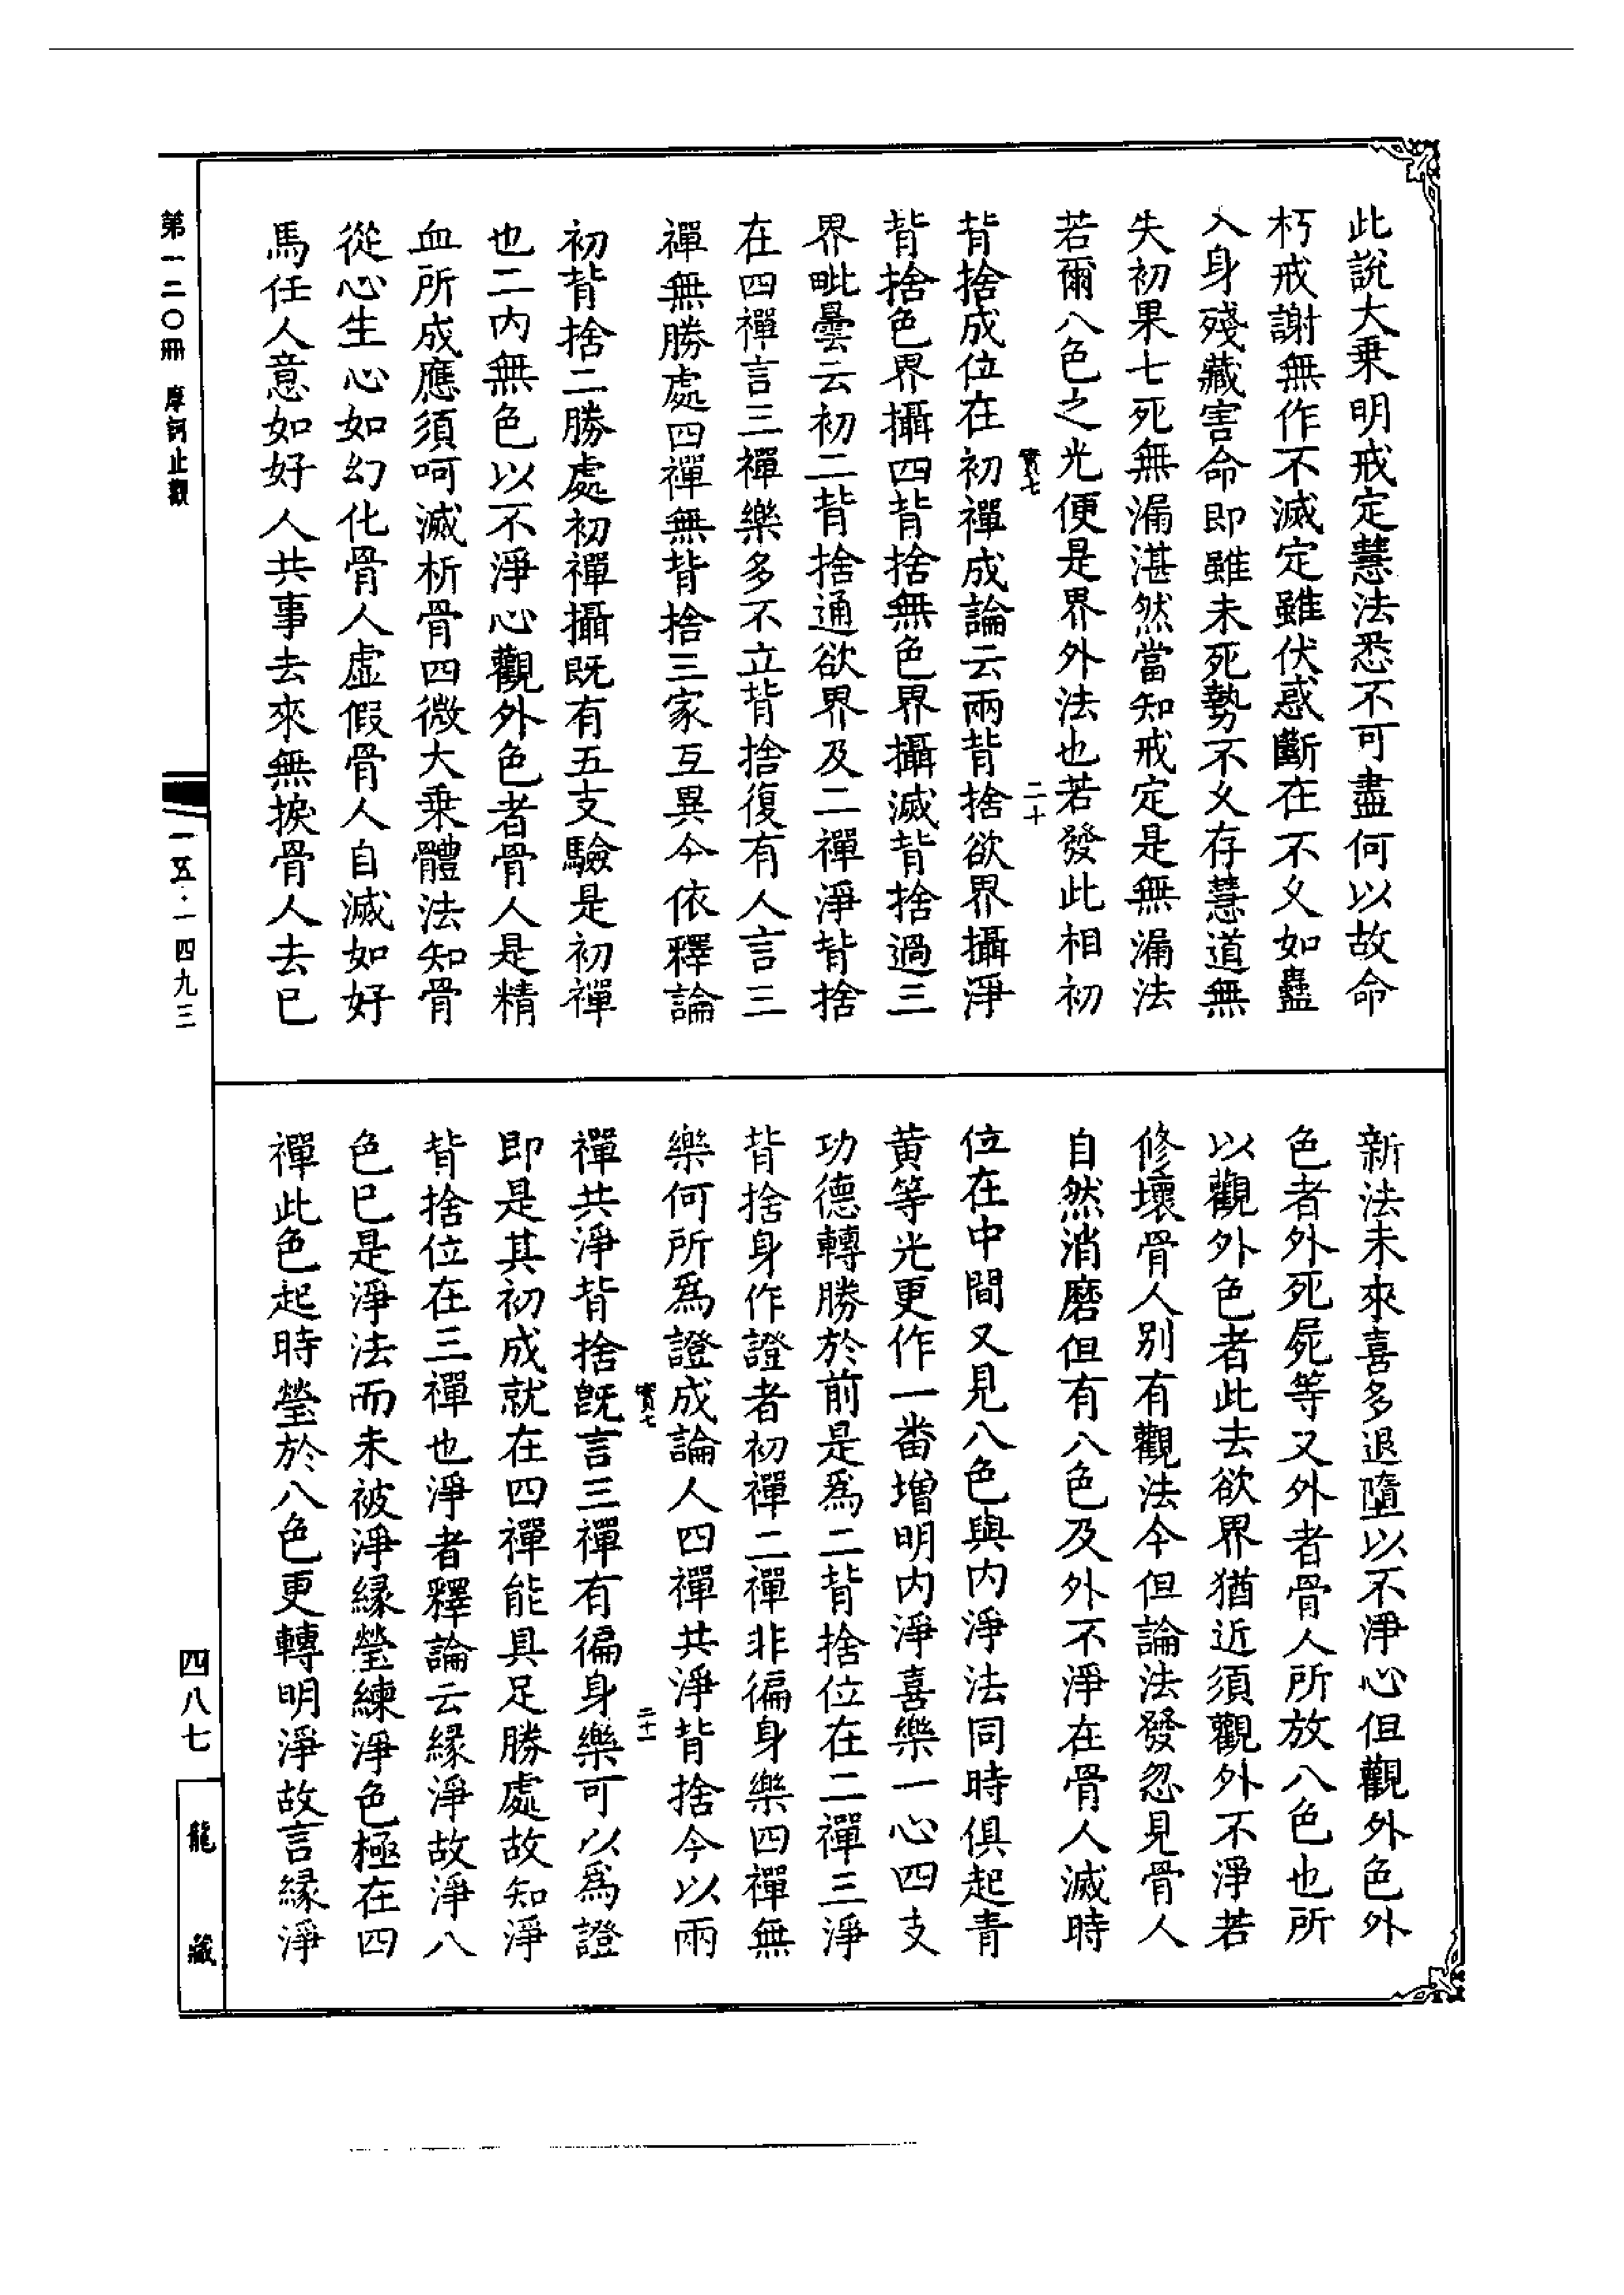 此說大乗明戒定慧法悉不可盡何以故命
朽戒謝無作不滅定雖伏惑斷在不乆如蠱
入身殘藏害命即雖未死勢不乆存慧道無
失初果七死無漏湛然當知戒定是無漏法
若爾八色之光便是界外法也若發此相初
二十
背捨成位在初禪成論云兩背捨欲界攝淨
背捨色界攝四背捨無色界攝滅背捨過三
界毗曇云初二背捨通欲界及二禪淨背捨
在四禪言三禪樂多不立背捨復有人言三
禪無勝處四禪無背捨三家互異今依釋論
初背捨二勝處初禪攝既有五支驗是初禪
也二內無色以不淨心觀外色者骨人是精
血所成應須呵滅析骨四微大乗體法知骨
從心生心如幻化骨人虛假骨人自滅如好
馬任人意如好人共事去來無捩骨人去已
新法未來喜多退墮以不淨心但觀外色外
色者外死屍等又外者骨人所放八色也所
以觀外色者此去欲界猶近須觀外不淨若
修壞骨人別有觀法今但論法發忽見骨人
自然消磨但有八色及外不淨在骨人滅時
位在中間又見八色與內淨法同時俱起青
黄等光更作一畨增明內淨喜樂一心四支
功德轉勝於前是爲二背捨位在二禪三淨
背捨身作證者初禪二禪非徧身樂四禪無
樂何所爲證成論人四禪共淨背捨今以兩
二十一
禪共淨背捨旣言三禪有徧身樂可以爲證
即是其初成就在四禪能具足勝處故知淨
背捨位在三禪也淨者釋論云緣淨故淨八
色已是淨法而未被淨緣瑩練淨色極在四
禪此色起時瑩於八色更轉明淨故言緣淨
第一二〇冊 摩訶止觀
一五·一四九三
四八七
龍藏